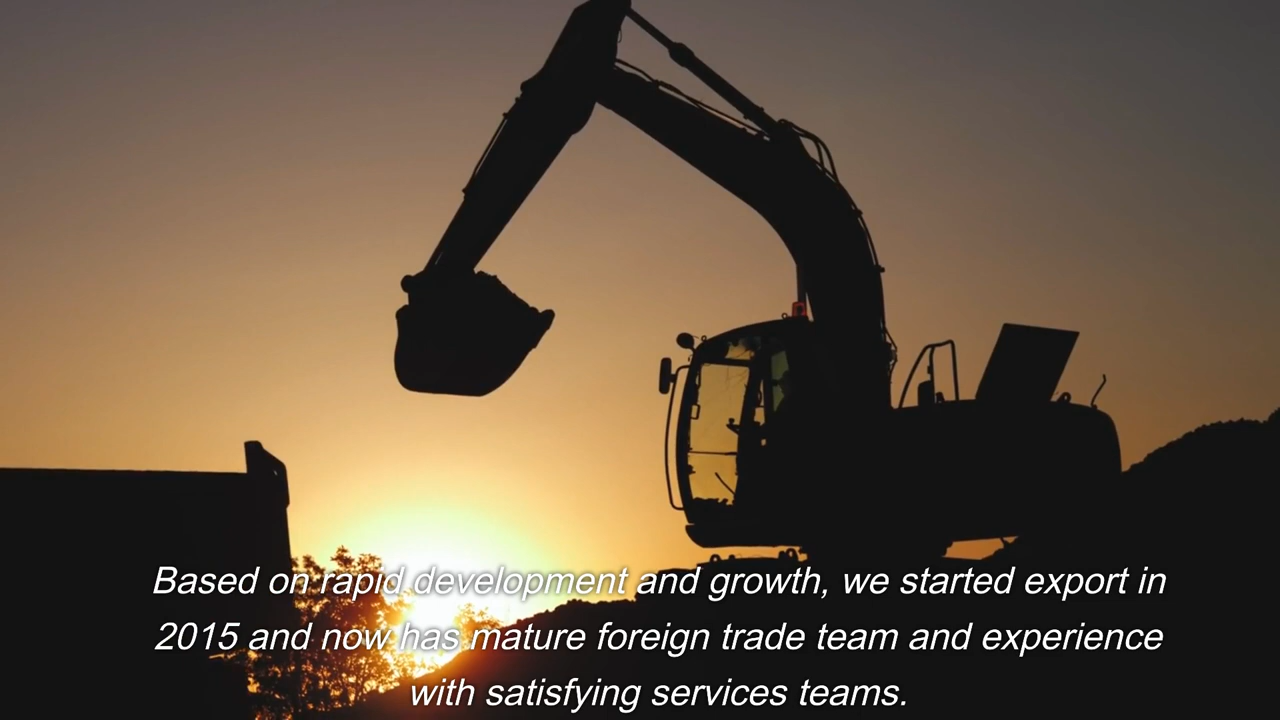 Based on rapid development and growth, we started export in
2015 and now has mature foreign trade team and experience
with satisfying services teams.